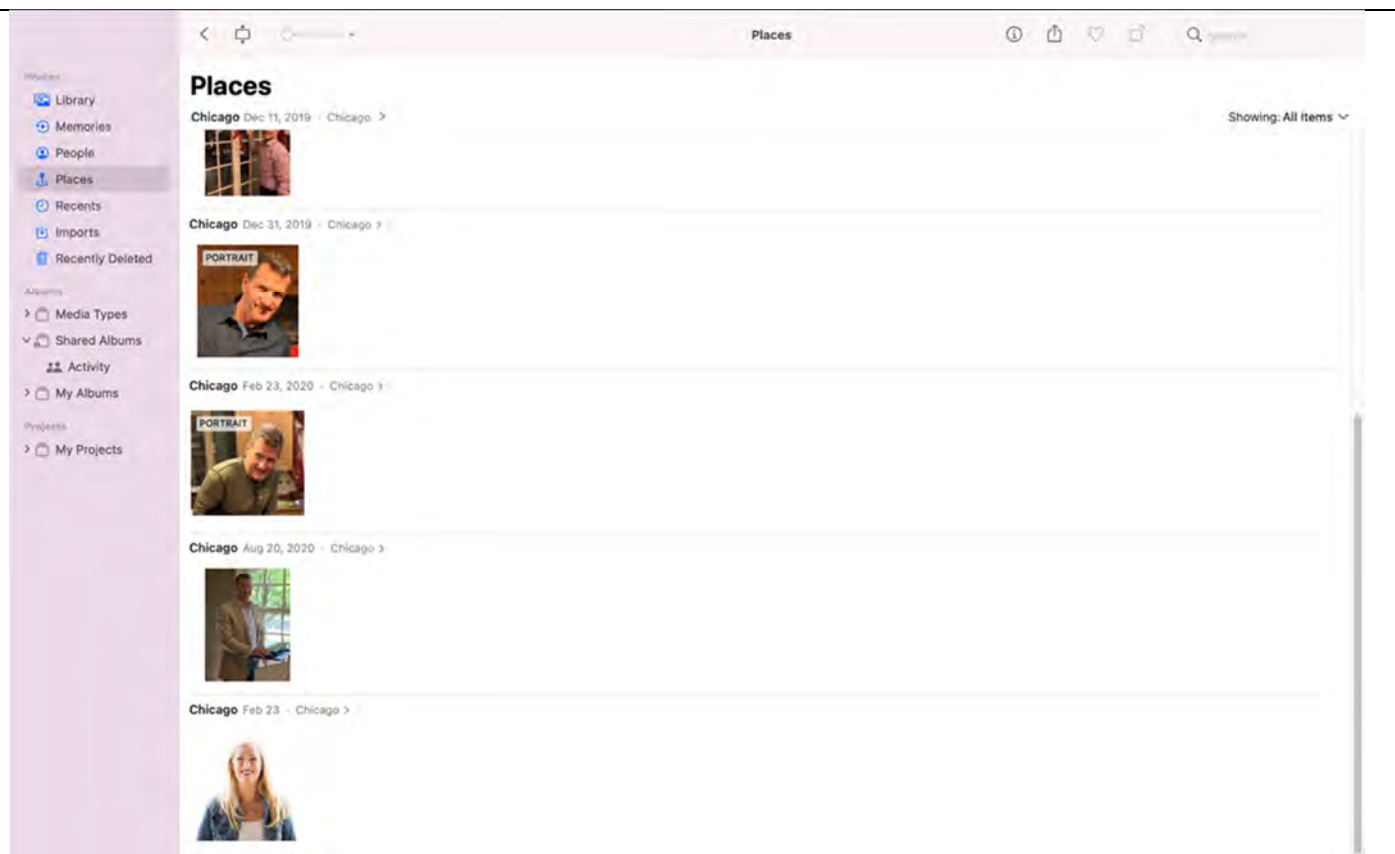 Places
Places
Library
Memories
People
Places
Recents
Imports
Recently Deleted
Albums
Media Types
Shared Albums
Activity
My Albums
Projects
My Projects
Chicago Dec 11, 2019 · Chicago >
Showing: All Items
Chicago Dec 31, 2019 · Chicago >
PORTRAIT
Chicago Feb 23, 2020 · Chicago >
PORTRAIT
Chicago Aug 20, 2020 · Chicago >
Chicago Feb 23 · Chicago >